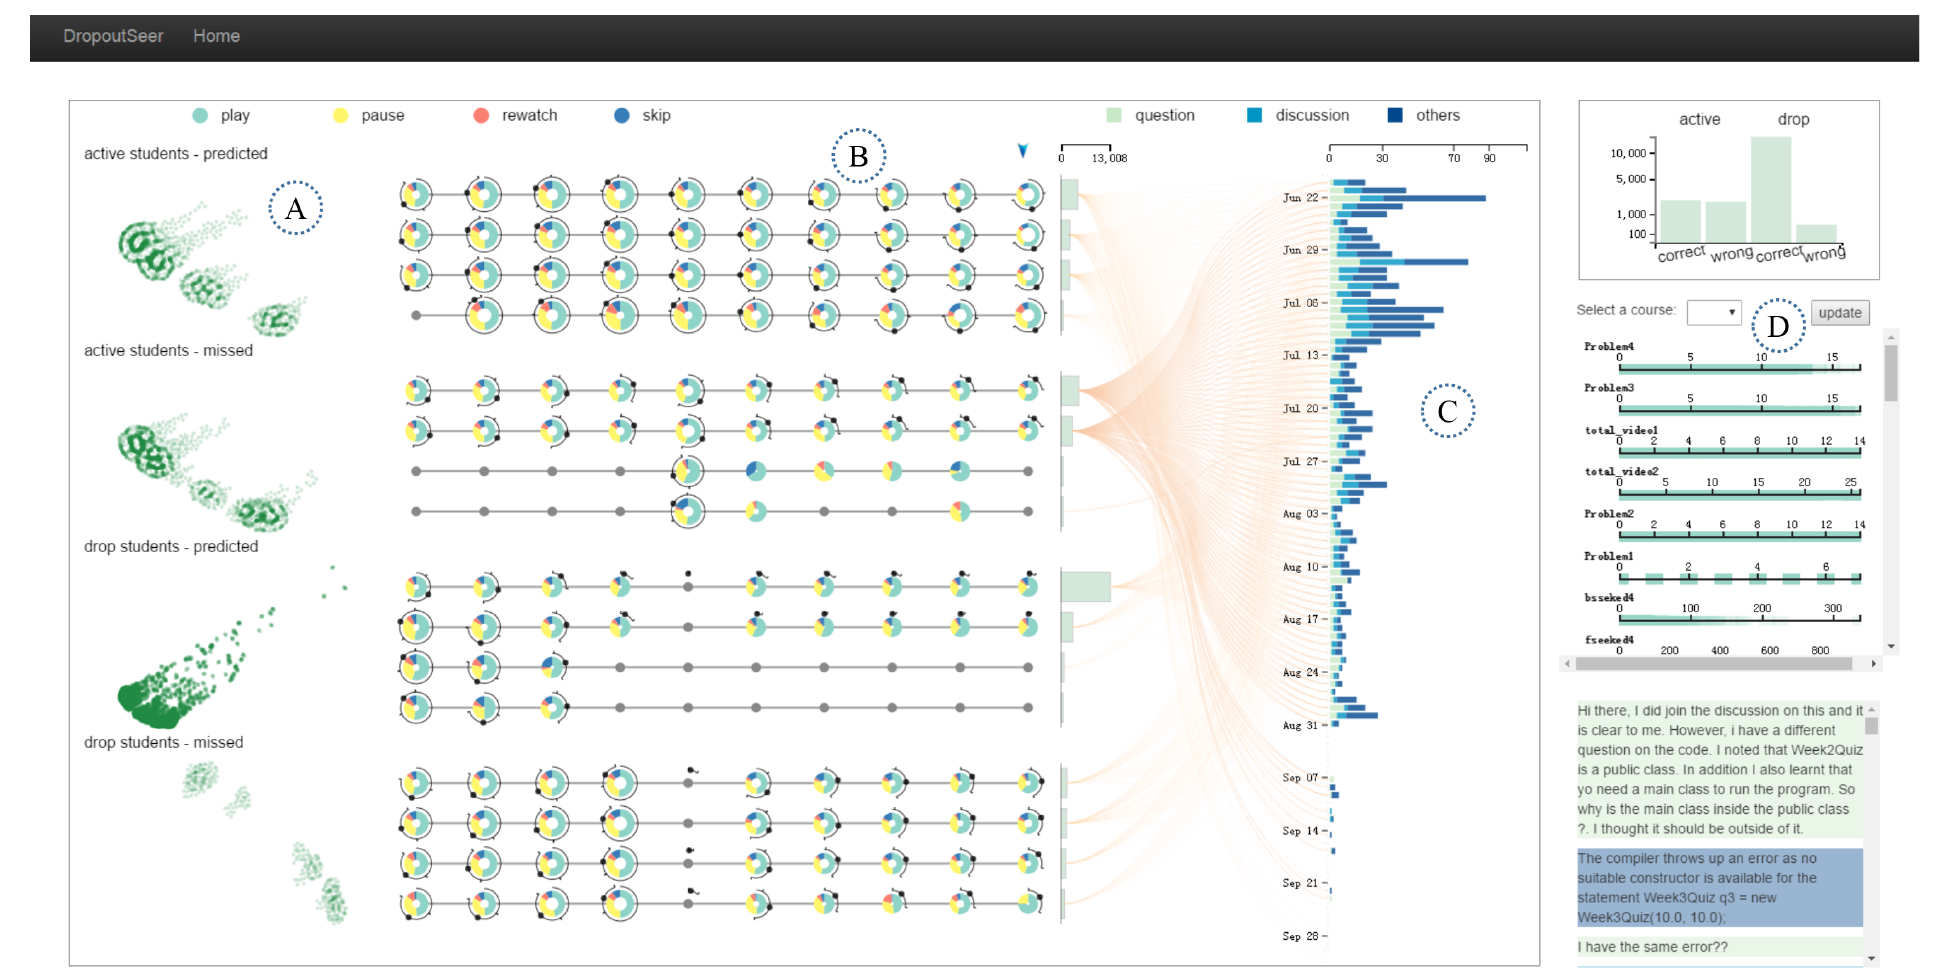 DropoutSeer Home
play pause rewatch skip question discussion others
active students - predicted
A
B
0 13,008
0 30 70 90
active students - missed
drop students - predicted
drop students - missed
Jun 22
Jun 29
Jul 06
Jul 13
Jul 20
Jul 27
Aug 03
Aug 10
Aug 17
Aug 24
Aug 31
Sep 07
Sep 14
Sep 21
Sep 28
C
active drop
10,000
5,000
1,000
100
correct wrong correct wrong
Select a course: update
D
Problem4
0 5 10 15
Problem3
0 5 10 15
total_video1
0 2 4 6 8 10 12 14
total_video2
0 5 10 15 20 25
Problem2
0 2 4 6 8 10 12 14
Problem1
0 2 4 6
bsseked4
0 100 200 300
fseeked4
0 200 400 600 800
Hi there, I did join the discussion on this and it
is clear to me. However, i have a different
question on the code. I noted that Week2Quiz
is a public class. In addition I also learnt that
yo need a main class to run the program. So
why is the main class inside the public class
?. I thought it should be outside of it.
The compiler throws up an error as no
suitable constructor is available for the
statement Week3Quiz q3 = new
Week3Quiz(10.0, 10.0);
I have the same error??